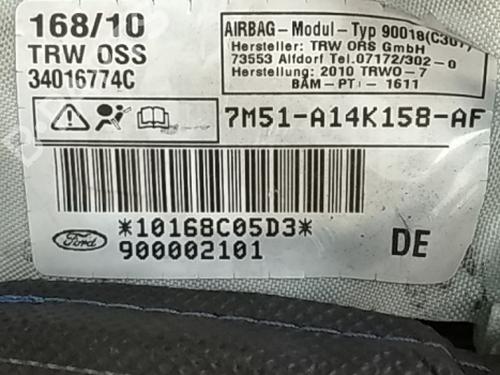 168/10
TRW OSS
34016774C
AIRBAG-Modul-Typ 90018(C307)
Hersteller: TRW ORS GmbH
73553 Alfdorf Tel.07172/302-0
Herstellung: 2010 TRWO-7
BAM-PT1-1611
7M51-A14K158-AF
*10168C05D3*
900002101
Ford
DE